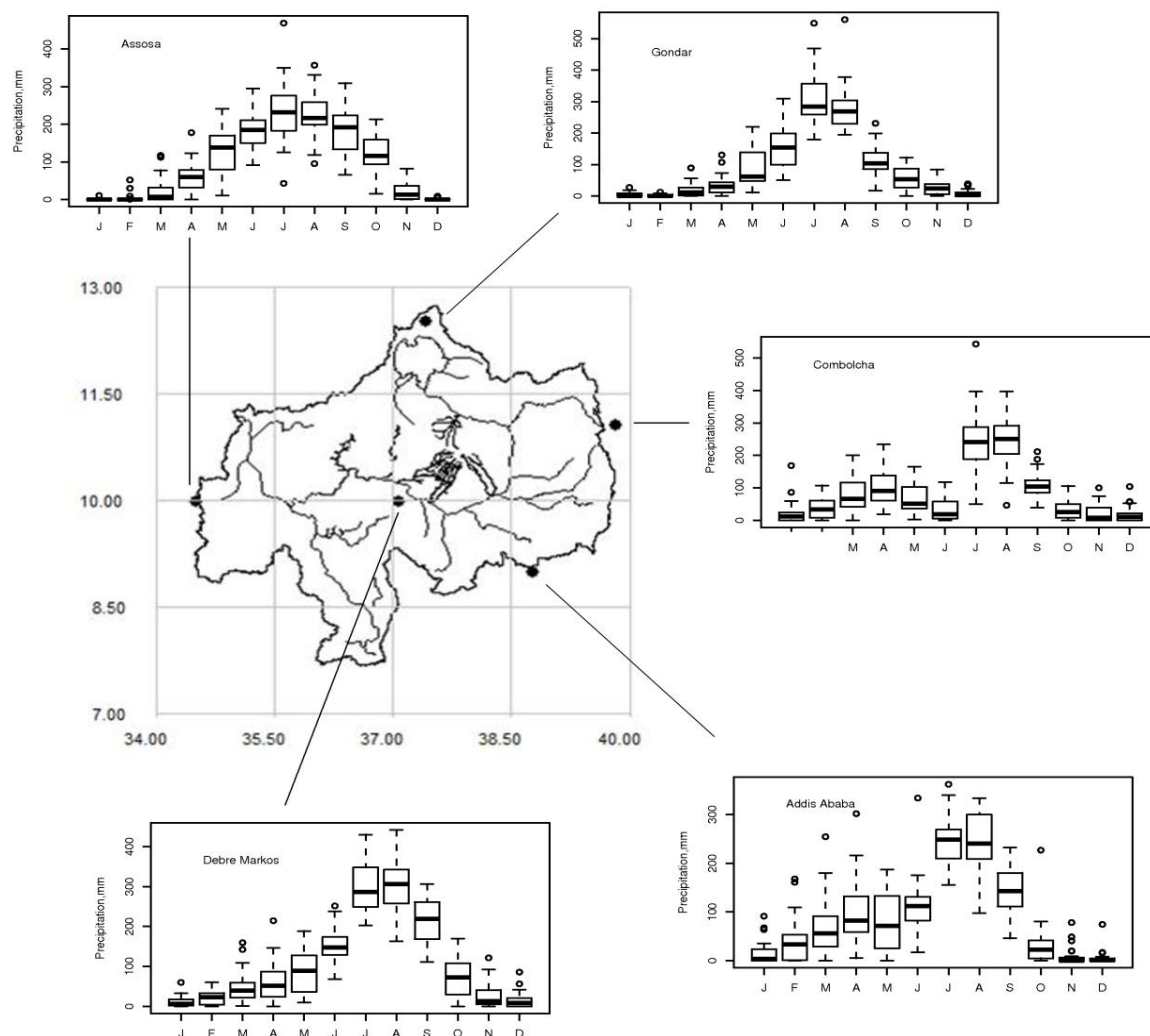 Assosa
Precipitation,mm
400
300
200
100
0
J F M A M J J A S O N D
Gondar
Precipitation,mm
500
400
300
200
100
0
J F M A M J J A S O N D
13.00
11.50
10.00
8.50
7.00
34.00 35.50 37.00 38.50 40.00
Combolcha
Precipitation,mm
500
400
300
200
100
0
M A M J J A S O N D
Debre Markos
Precipitation,mm
400
300
200
100
0
J F M A M J J A S O N D
Addis Ababa
Precipitation,mm
300
200
100
0
J F M A M J J A S O N D